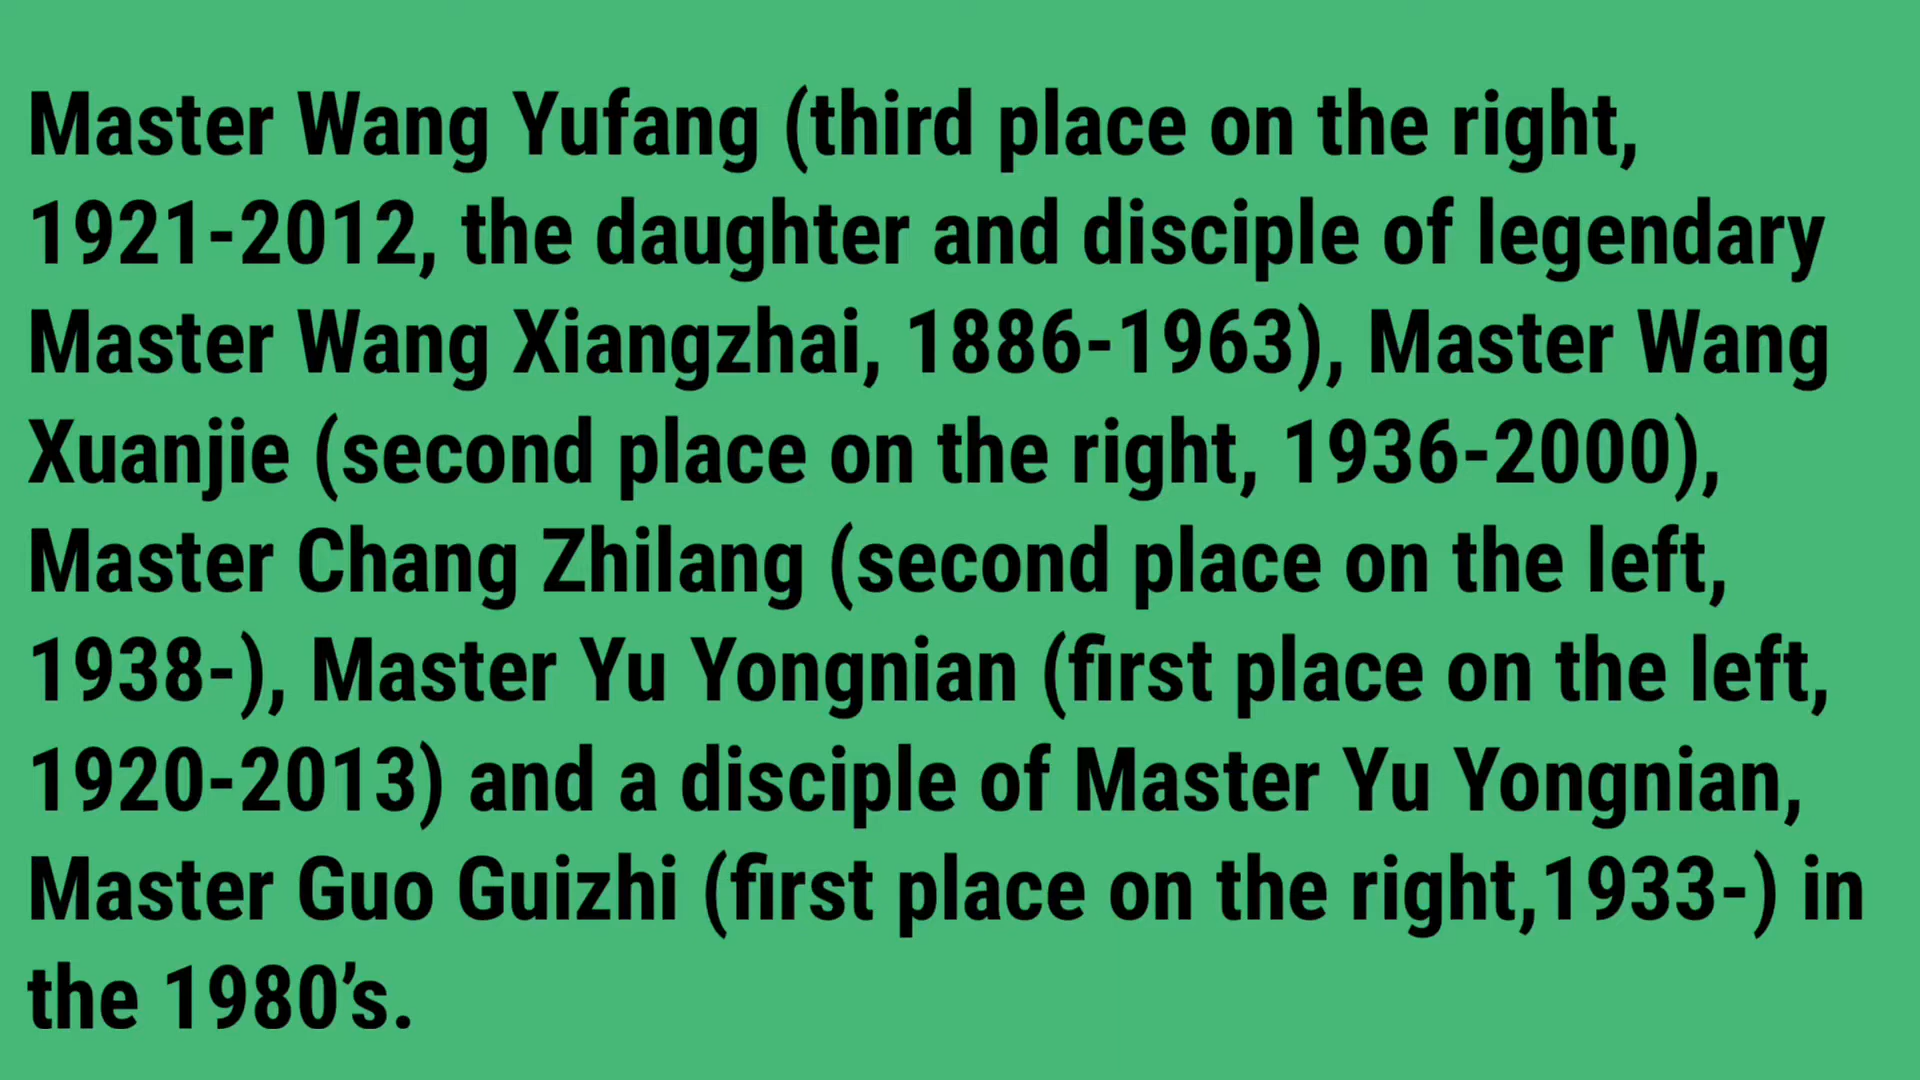 Master Wang Yufang (third place on the right,
1921-2012, the daughter and disciple of legendary
Master Wang Xiangzhai, 1886-1963), Master Wang
Xuanjie (second place on the right, 1936-2000),
Master Chang Zhilang (second place on the left,
1938-), Master Yu Yongnian (first place on the left,
1920-2013) and a disciple of Master Yu Yongnian,
Master Guo Guizhi (first place on the right,1933-) in
the 1980’s.